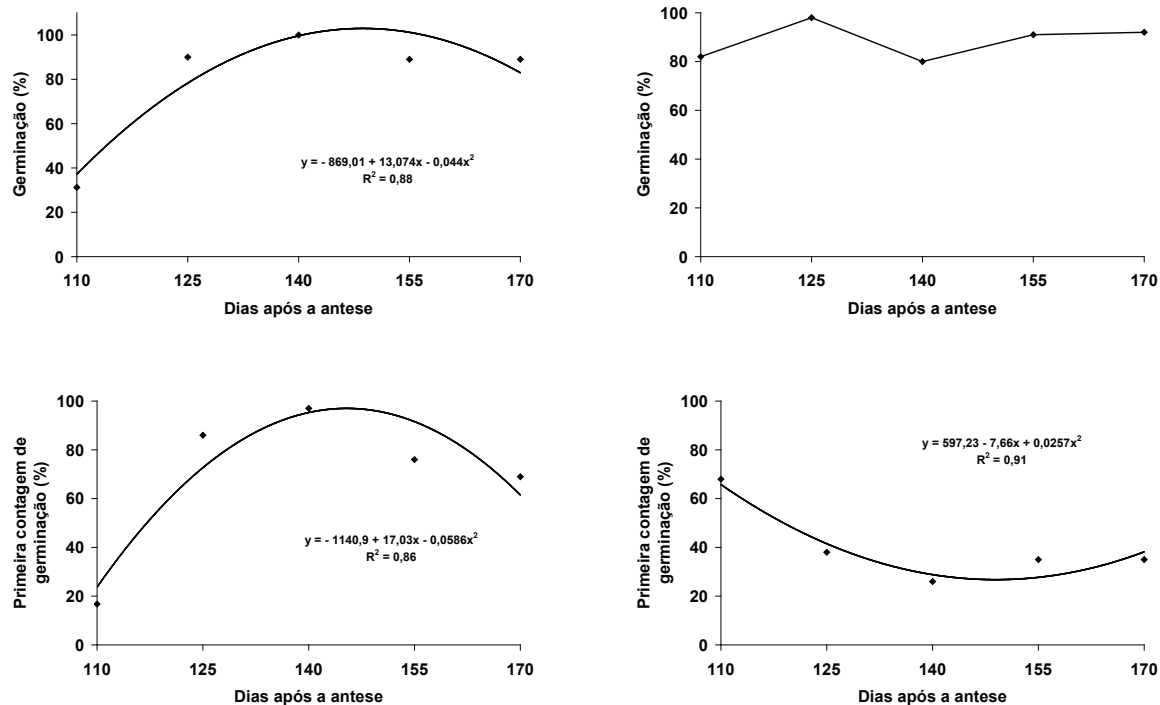 Germinação (%)
100
80
60
40
20
0
y = - 869,01 + 13,074x - 0,044x²
R² = 0,88
110 125 140 155 170
Dias após a antese
Germinação (%)
100
80
60
40
20
0
110 125 140 155 170
Dias após a antese
Primeira contagem de
germinação (%)
100
80
60
40
20
0
y = - 1140,9 + 17,03x - 0,0586x²
R² = 0,86
110 125 140 155 170
Dias após a antese
Primeira contagem de
germinação (%)
100
80
60
40
20
0
y = 597,23 - 7,66x + 0,0257x²
R² = 0,91
110 125 140 155 170
Dias após a antese